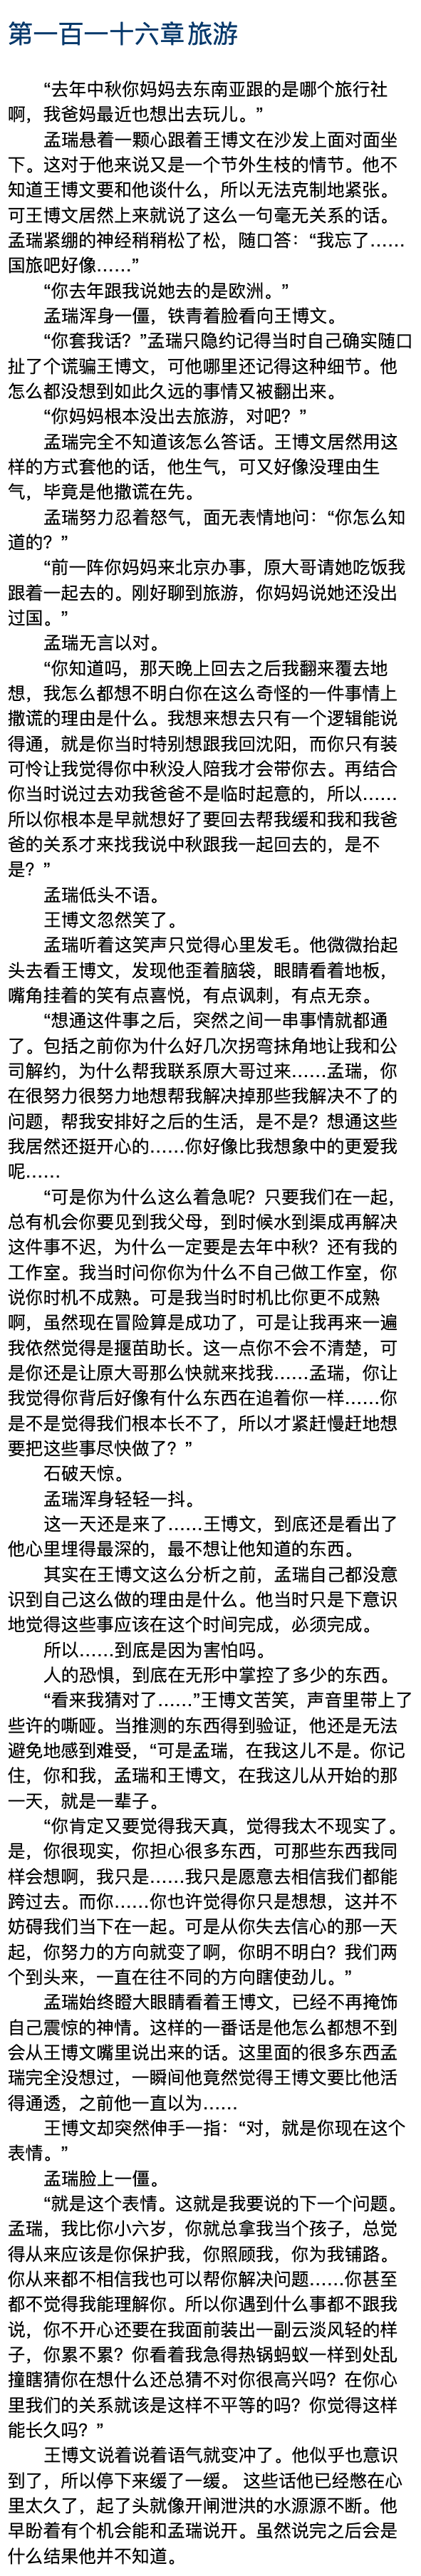 第一百一十六章 旅游
“去年中秋你妈妈去东南亚跟的是哪个旅行社
啊，我爸妈最近也想出去玩儿。”
孟瑞悬着一颗心跟着王博文在沙发上面对面坐
下。这对于他来说又是一个节外生枝的情节。他不
知道王博文要和他谈什么，所以无法克制地紧张。
可王博文居然上来就说了这么一句毫无关系的话。
孟瑞紧绷的神经稍稍松了松，随口答：“我忘了……
国旅吧好像……”
“你去年跟我说她去的是欧洲。”
孟瑞浑身一僵，铁青着脸看向王博文。
“你套我话？”孟瑞只隐约记得当时自己确实随口
扯了个谎骗王博文，可他哪里还记得这种细节。他
怎么都没想到如此久远的事情又被翻出来。
“你妈妈根本没出去旅游，对吧？”
孟瑞完全不知道该怎么答话。王博文居然用这
样的方式套他的话，他生气，可又好像没理由生
气，毕竟是他撒谎在先。
孟瑞努力忍着怒气，面无表情地问：“你怎么知
道的？”
“前一阵你妈妈来北京办事，原大哥请她吃饭我
跟着一起去的。刚好聊到旅游，你妈妈说她还没出
过国。”
孟瑞无言以对。
“你知道吗，那天晚上回去之后我翻来覆去地
想，我怎么都想不明白你在这么奇怪的一件事情上
撒谎的理由是什么。我想来想去只有一个逻辑能说
得通，就是你当时特别想跟我回沈阳，而你只有装
可怜让我觉得你中秋没人陪我才会带你去。再结合
你当时说过去劝我爸爸不是临时起意的，所以……
所以你根本是早就想好了要回去帮我缓和我和我爸
爸的关系才来找我说中秋跟我一起回去的，是不
是？”
孟瑞低头不语。
王博文忽然笑了。
孟瑞听着这笑声只觉得心里发毛。他微微抬起
头去看王博文，发现他歪着脑袋，眼睛看着地板，
嘴角挂着的笑有点喜悦，有点讽刺，有点无奈。
“想通这件事之后，突然之间一串事情就都通
了。包括之前你为什么好几次拐弯抹角地让我和公
司解约，为什么帮我联系原大哥过来……孟瑞，你
在很努力很努力地想帮我解决掉那些我解决不了的
问题，帮我安排好之后的生活，是不是？想通这些
我居然还挺开心的……你好像比我想象中的更爱我
呢……
“可是你为什么这么着急呢？只要我们在一起，
总有机会你要见到我父母，到时候水到渠成再解决
这件事不迟，为什么一定要是去年中秋？还有我的
工作室。我当时问你你为什么不自己做工作室，你
说你时机不成熟。可是我当时时机比你更不成熟
啊，虽然现在冒险算是成功了，可是让我再来一遍
我依然觉得是揠苗助长。这一点你不会不清楚，可
是你还是让原大哥那么快就来找我……孟瑞，你让
我觉得你背后好像有什么东西在追着你一样……你
是不是觉得我们根本长不了，所以才紧赶慢赶地想
要把这些事尽快做了？”
石破天惊。
孟瑞浑身轻轻一抖。
这一天还是来了……王博文，到底还是看出了
他心里埋得最深的，最不想让他知道的东西。
其实在王博文这么分析之前，孟瑞自己都没意
识到自己这么做的理由是什么。他当时只是下意识
地觉得这些事应该在这个时间完成，必须完成。
所以……到底是因为害怕吗。
人的恐惧，到底在无形中掌控了多少的东西。
“看来我猜对了……”王博文苦笑，声音里带上了
些许的嘶哑。当推测的东西得到验证，他还是无法
避免地感到难受，“可是孟瑞，在我这儿不是。你记
住，你和我，孟瑞和王博文，在我这儿从开始的那
一天，就是一辈子。
“你肯定又要觉得我天真，觉得我太不现实了。
是，你很现实，你担心很多东西，可那些东西我同
样会想啊，我只是……我只是愿意去相信我们都能
跨过去。而你……你也许觉得你只是想想，这并不
妨碍我们当下在一起。可是从你失去信心的那一天
起，你努力的方向就变了啊，你明不明白？我们两
个到头来，一直在往不同的方向瞎使劲儿。”
孟瑞始终瞪大眼睛看着王博文，已经不再掩饰
自己震惊的神情。这样的一番话是他怎么都想不到
会从王博文嘴里说出来的话。这里面的很多东西孟
瑞完全没想过，一瞬间他竟然觉得王博文要比他活
得通透，之前他一直以为……
王博文却突然伸手一指：“对，就是你现在这个
表情。”
孟瑞脸上一僵。
“就是这个表情。这就是我要说的下一个问题。
孟瑞，我比你小六岁，你就总拿我当个孩子，总觉
得从来应该是你保护我，你照顾我，你为我铺路。
你从来都不相信我也可以帮你解决问题……你甚至
都不觉得我能理解你。所以你遇到什么事都不跟我
说，你不开心还要在我面前装出一副云淡风轻的样
子，你累不累？你看着我急得热锅蚂蚁一样到处乱
撞瞎猜你在想什么还总猜不对你很高兴吗？在你心
里我们的关系就该是这样不平等的吗？你觉得这样
能长久吗？”
王博文说着说着语气就变冲了。他似乎也意识
到了，所以停下来缓了一缓。 这些话他已经憋在心
里太久了，起了头就像开闸泄洪的水源源不断。他
早盼着有个机会能和孟瑞说开。虽然说完之后会是
什么结果他并不知道。